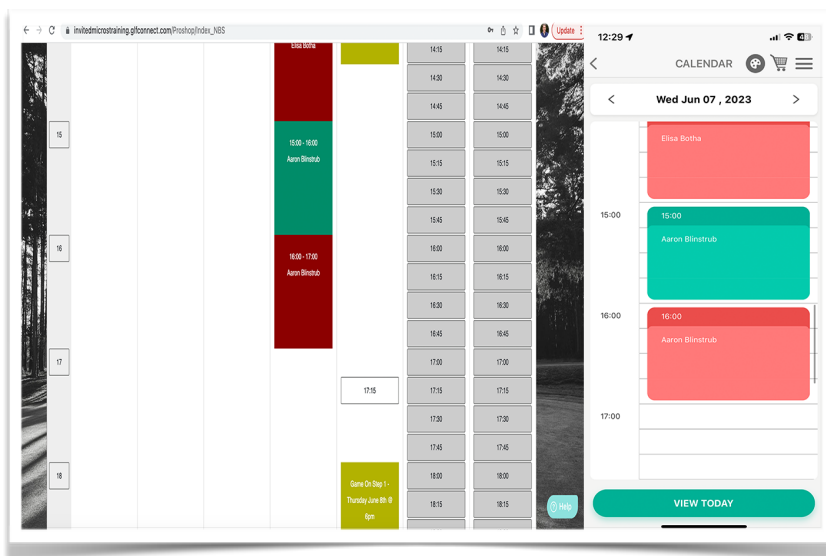 invitedmicrostraining.glfconnect.com/Proshop/Index_NBS
Update
15
16
17
18
Elisa Botha
15:00 - 16:00
Aaron Blinstrub
16:00 - 17:00
Aaron Blinstrub
17:15
Game On Step 1 -
Thursday June 8th @
6pm
14:15 14:15
14:30 14:30
14:45 14:45
15:00 15:00
15:15 15:15
15:30 15:30
15:45 15:45
16:00 16:00
16:15 16:15
16:30 16:30
16:45 16:45
17:00 17:00
17:15 17:15
17:30 17:30
17:45 17:45
18:00 18:00
18:15 18:15
Help
12:29
CALENDAR
Wed Jun 07 , 2023
Elisa Botha
15:00
15:00
Aaron Blinstrub
16:00
16:00
Aaron Blinstrub
17:00
VIEW TODAY